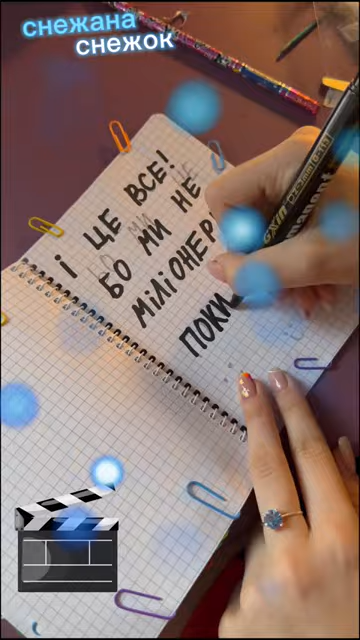 снежана
снежок
І ЦЕ ВСЕ!
БО МИ НЕ
МІЛІОНЕР
ПОКИ